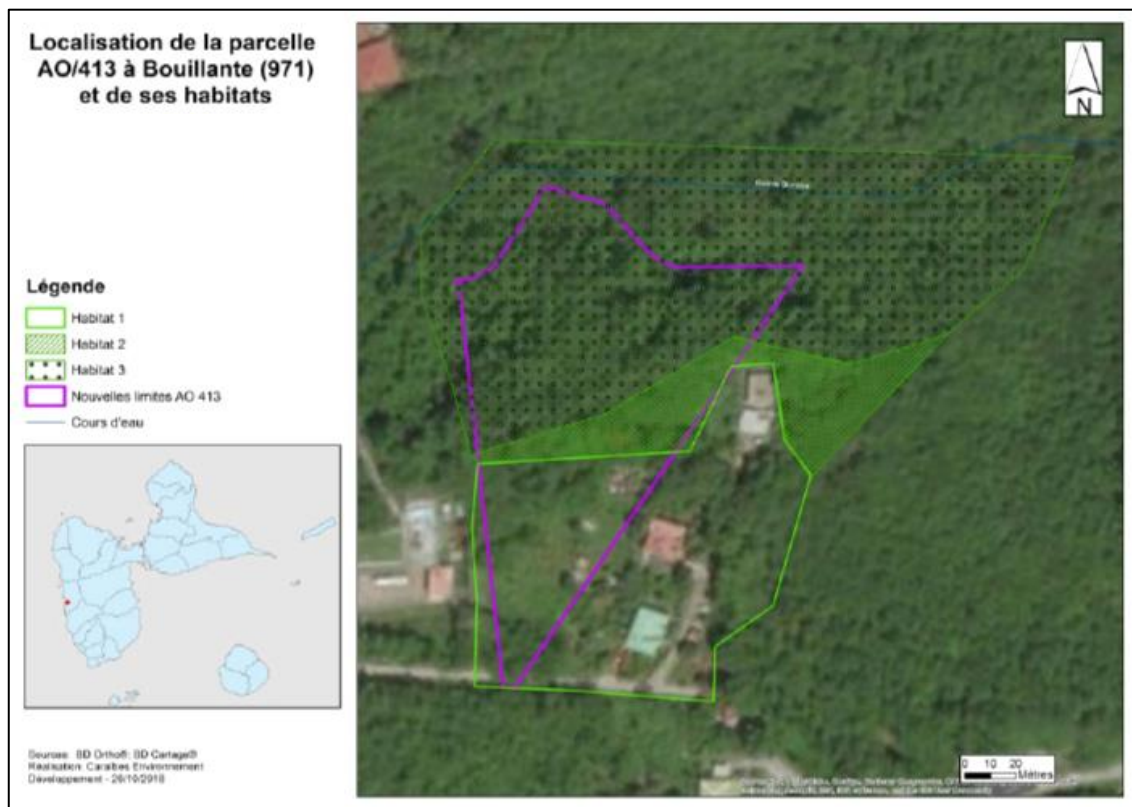 Localisation de la parcelle
AO/413 à Bouillante (971)
et de ses habitats
N
Légende
Habitat 1
Habitat 2
Habitat 3
Nouvelles limites AO 413
Cours d'eau
Sources: BD Ortho®; BD Cartage®
Réalisation: Caraïbes Environnement
Développement - 26/10/2018
0 10 20
Mètres